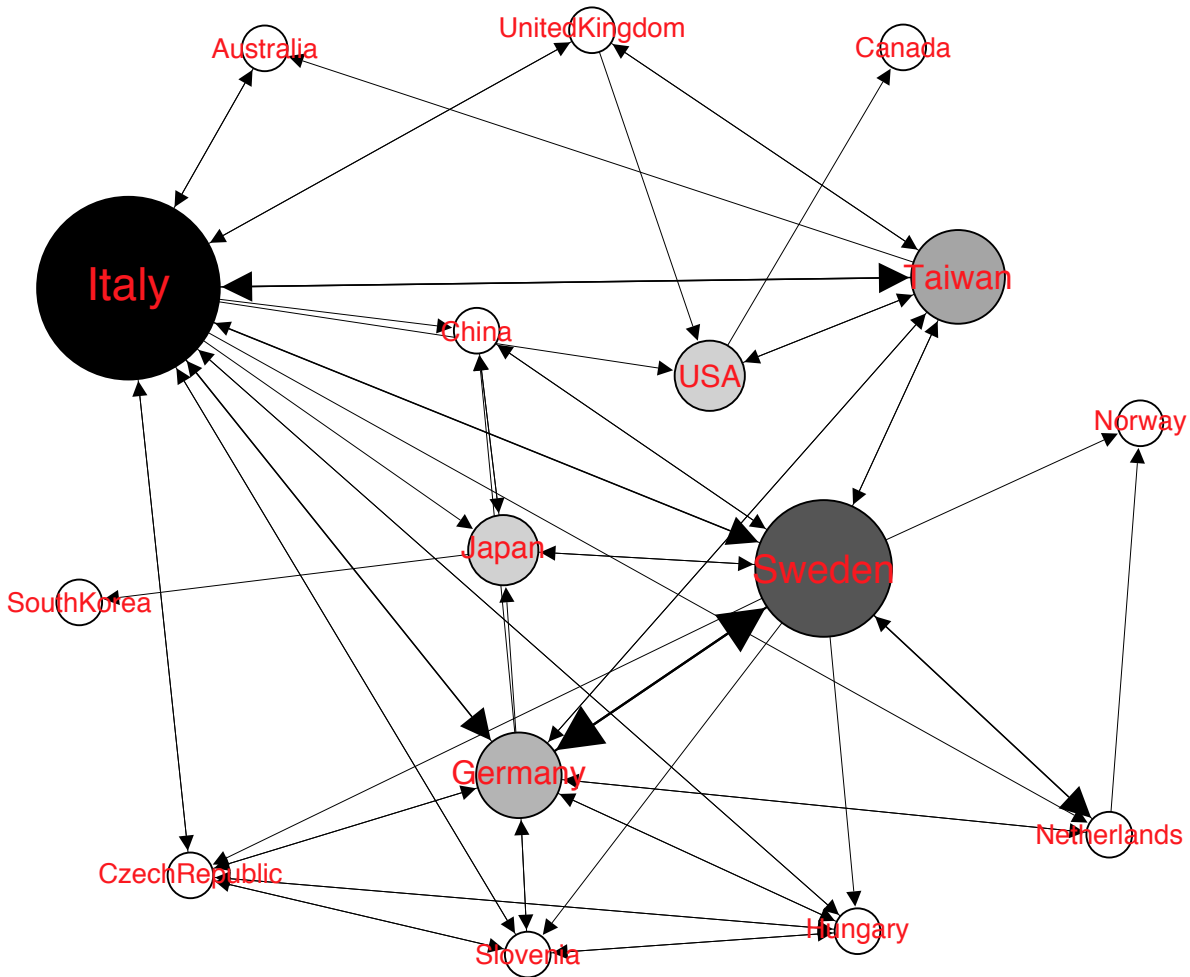 UnitedKingdom
Australia
Canada
Italy
Taiwan
China
USA
Norway
Japan
Sweden
SouthKorea
Germany
Netherlands
CzechRepublic
Hungary
Slovenia